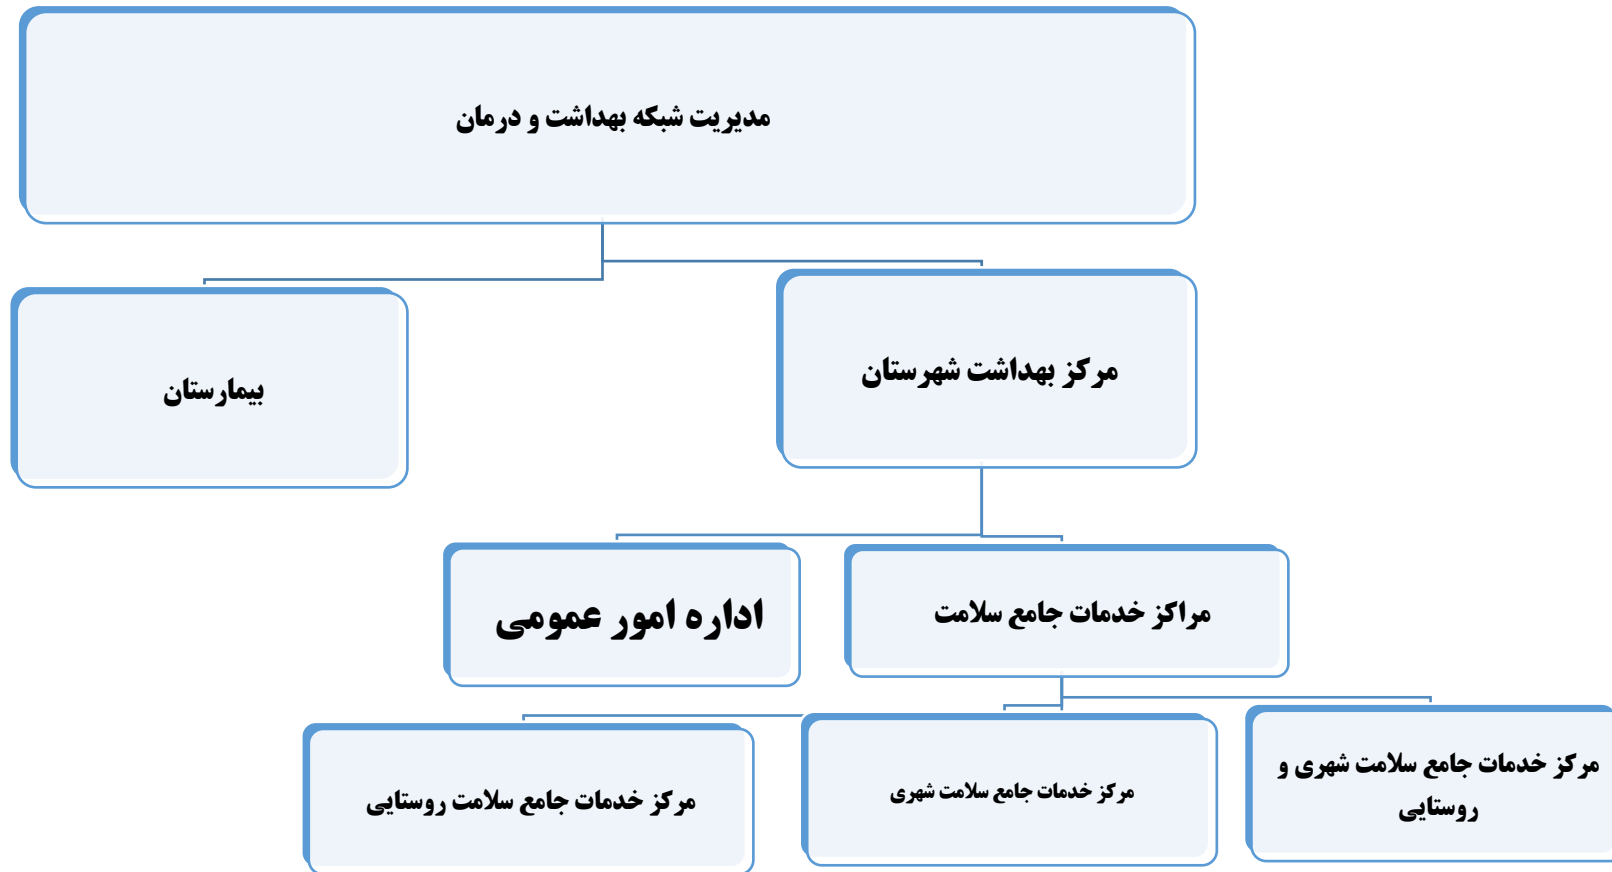 مدیریت شبکه بهداشت و درمان
مرکز بهداشت شهرستان
بیمارستان
مراکز خدمات جامع سلامت
اداره امور عمومی
مرکز خدمات جامع سلامت شهری و
روستایی
مرکز خدمات جامع سلامت شهری
مرکز خدمات جامع سلامت روستایی